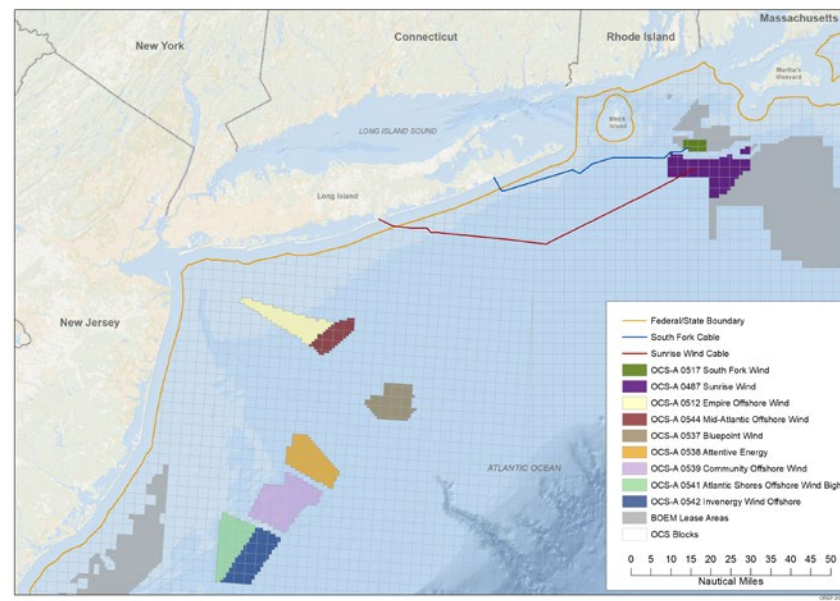 Massachusetts
New York
Connecticut
Rhode Island
Martha's
Vineyard
Block
Island
LONG ISLAND SOUND
Long Island
New Jersey
ATLANTIC OCEAN
Federal/State Boundary
South Fork Cable
Sunrise Wind Cable
OCS-A 0517 South Fork Wind
OCS-A 0487 Sunrise Wind
OCS-A 0512 Empire Offshore Wind
OCS-A 0544 Mid-Atlantic Offshore Wind
OCS-A 0537 Bluepoint Wind
OCS-A 0538 Attentive Energy
OCS-A 0539 Community Offshore Wind
OCS-A 0541 Atlantic Shores Offshore Wind Bigh
OCS-A 0542 Invenergy Wind Offshore
BOEM Lease Areas
OCS Blocks
0 5 10 15 20 25 30 35 40 45 50
Nautical Miles